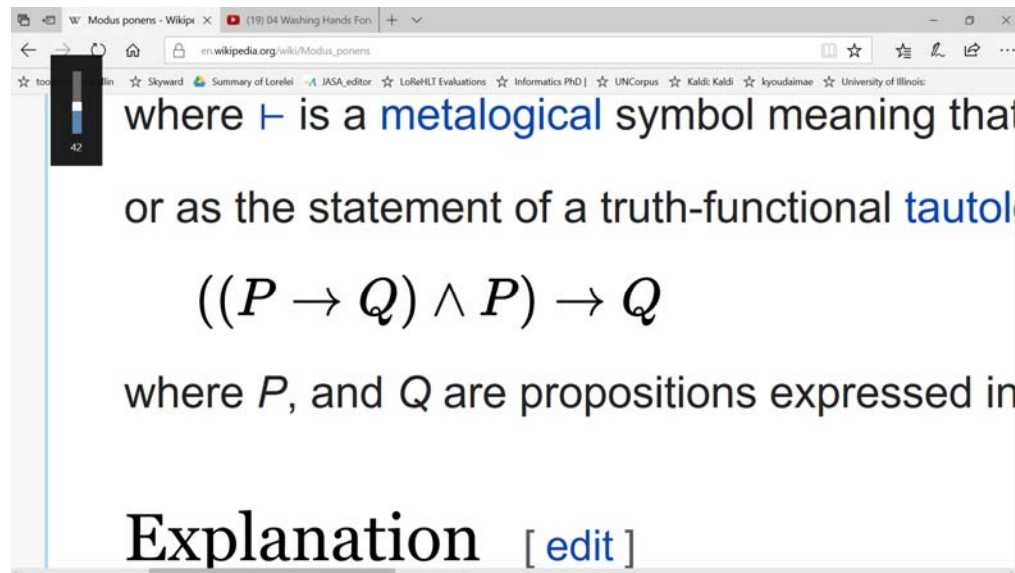 Modus ponens - Wikipe (19) 04 Washing Hands Fon
en.wikipedia.org/wiki/Modus_ponens
Skyward Summary of Lorelei JASA_editor LoReHLT Evaluations Informatics PhD | UNCorpus Kaldi: Kaldi kyoudaimae University of Illinois:
42
where ⊢ is a metalogical symbol meaning that
or as the statement of a truth-functional tautol
((P → Q) ∧ P) → Q
where P, and Q are propositions expressed in
Explanation [ edit ]